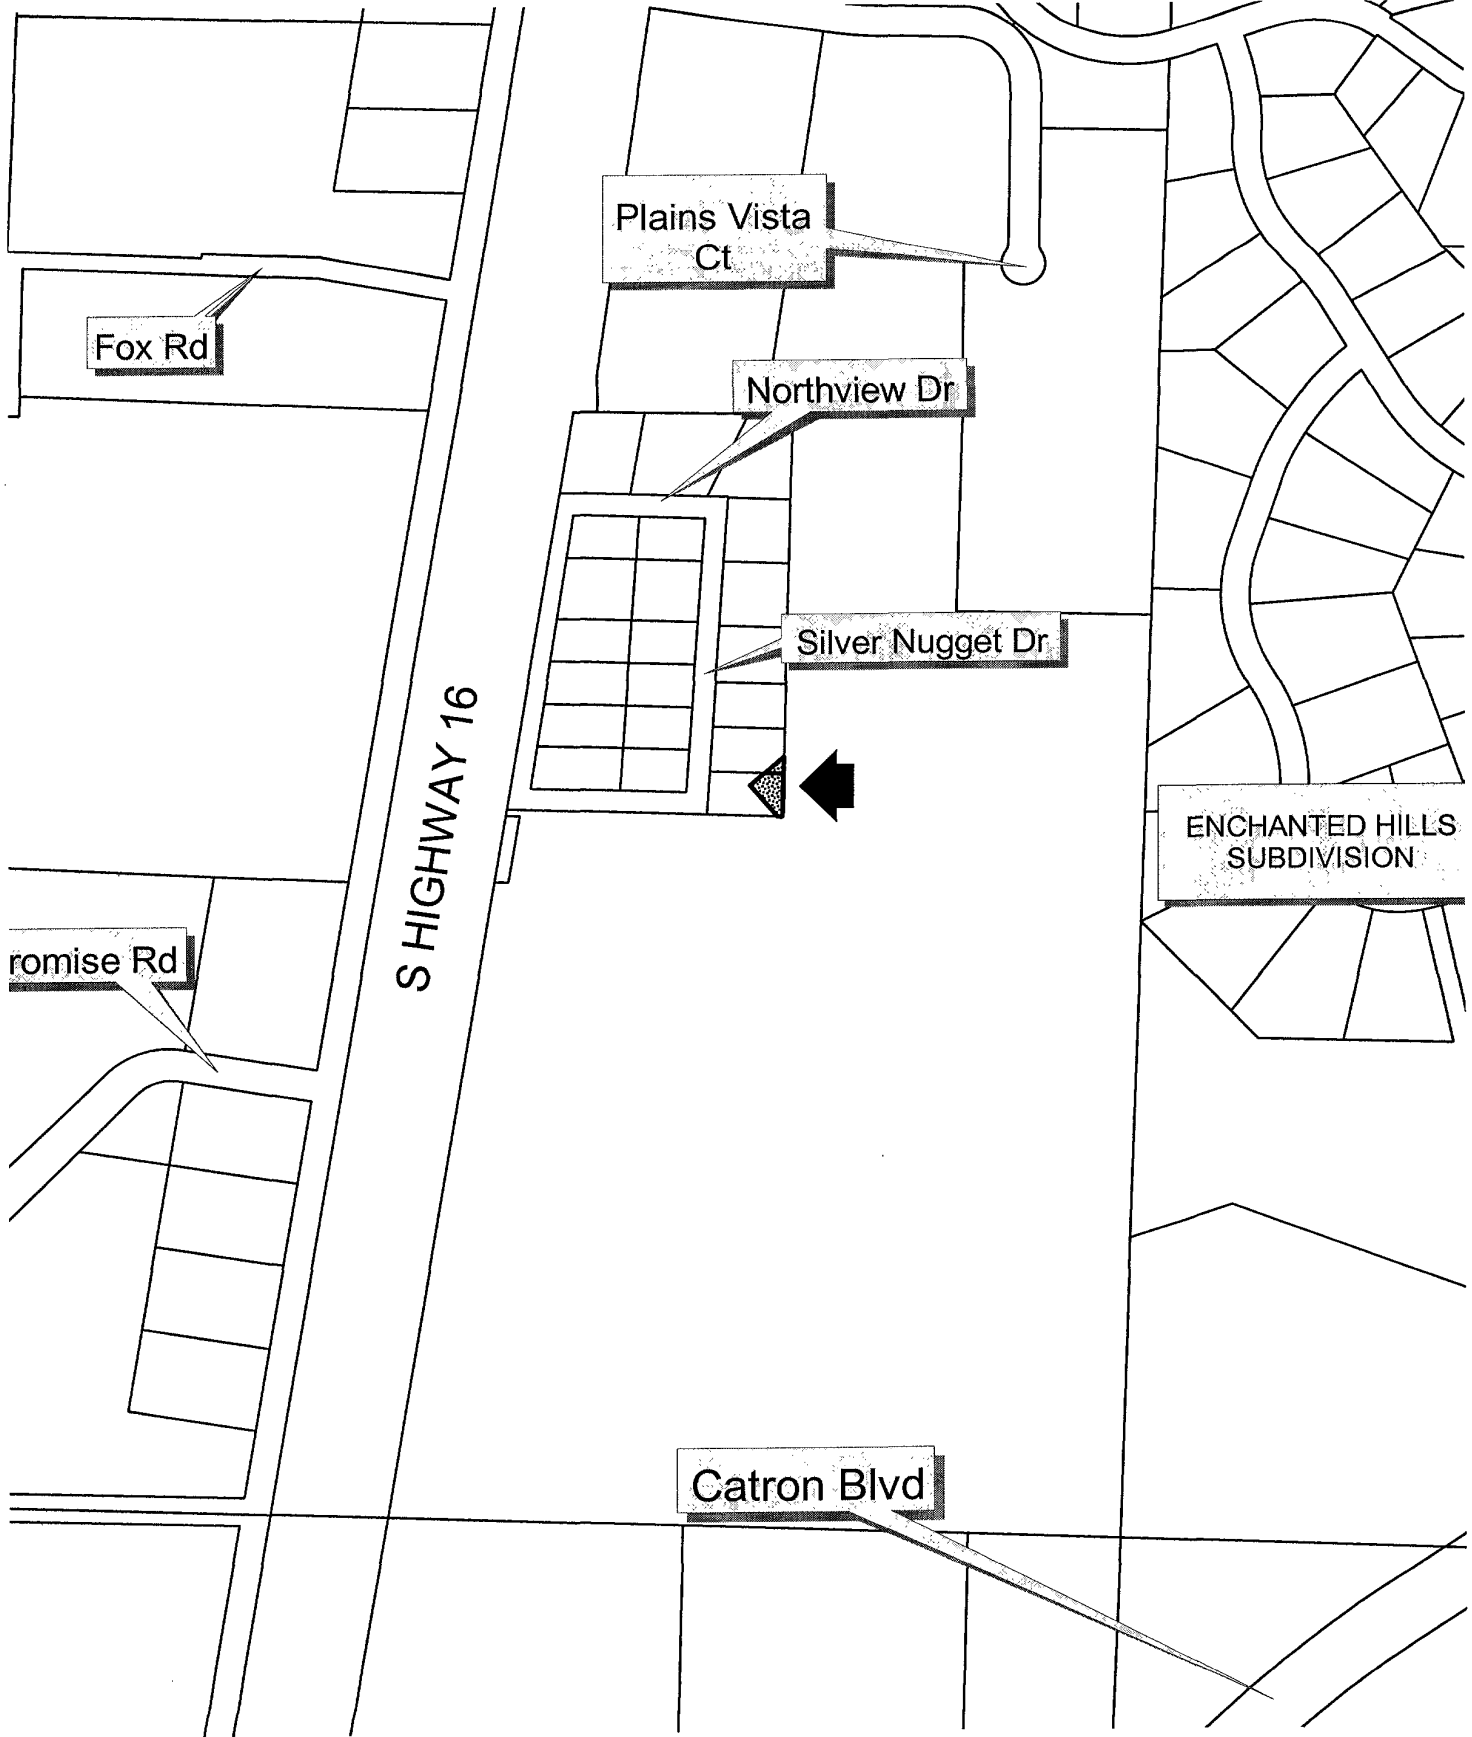 Plains Vista
Ct
Fox Rd
Northview Dr
Silver Nugget Dr
S HIGHWAY 16
ENCHANTED HILLS
SUBDIVISION
romise Rd
Catron Blvd